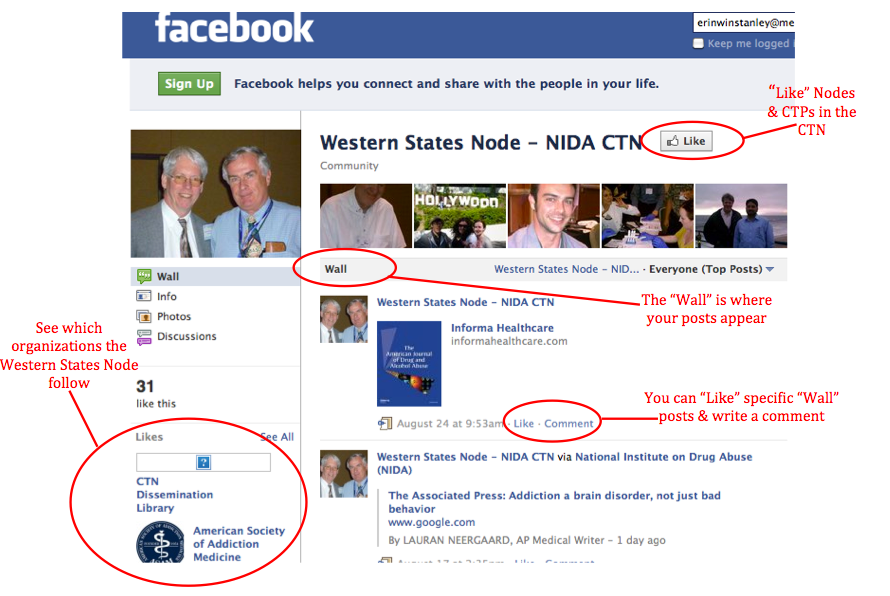 facebook
erinwinstanley@me
Keep me logged i
Sign Up
Facebook helps you connect and share with the people in your life.
“Like” Nodes
& CTPs in the
CTN
Western States Node – NIDA CTN
Like
Community
HOLLYWOOD
Wall
Info
Photos
Discussions
31
like this
Likes
See All
CTN
Dissemination
Library
American Society
of Addiction
Medicine
See which
organizations the
Western States Node
follow
Wall
Western States Node – NID... · Everyone (Top Posts)
Western States Node – NIDA CTN
The
American Journal
of Drug and
Alcohol Abuse
Informa Healthcare
informahealthcare.com
August 24 at 9:53am · Like · Comment
The “Wall” is where
your posts appear
You can “Like” specific “Wall”
posts & write a comment
Western States Node – NIDA CTN via National Institute on Drug Abuse
(NIDA)
The Associated Press: Addiction a brain disorder, not just bad
behavior
www.google.com
By LAURAN NEERGAARD, AP Medical Writer – 1 day ago
August 17 at 2:35pm · Like · Comment